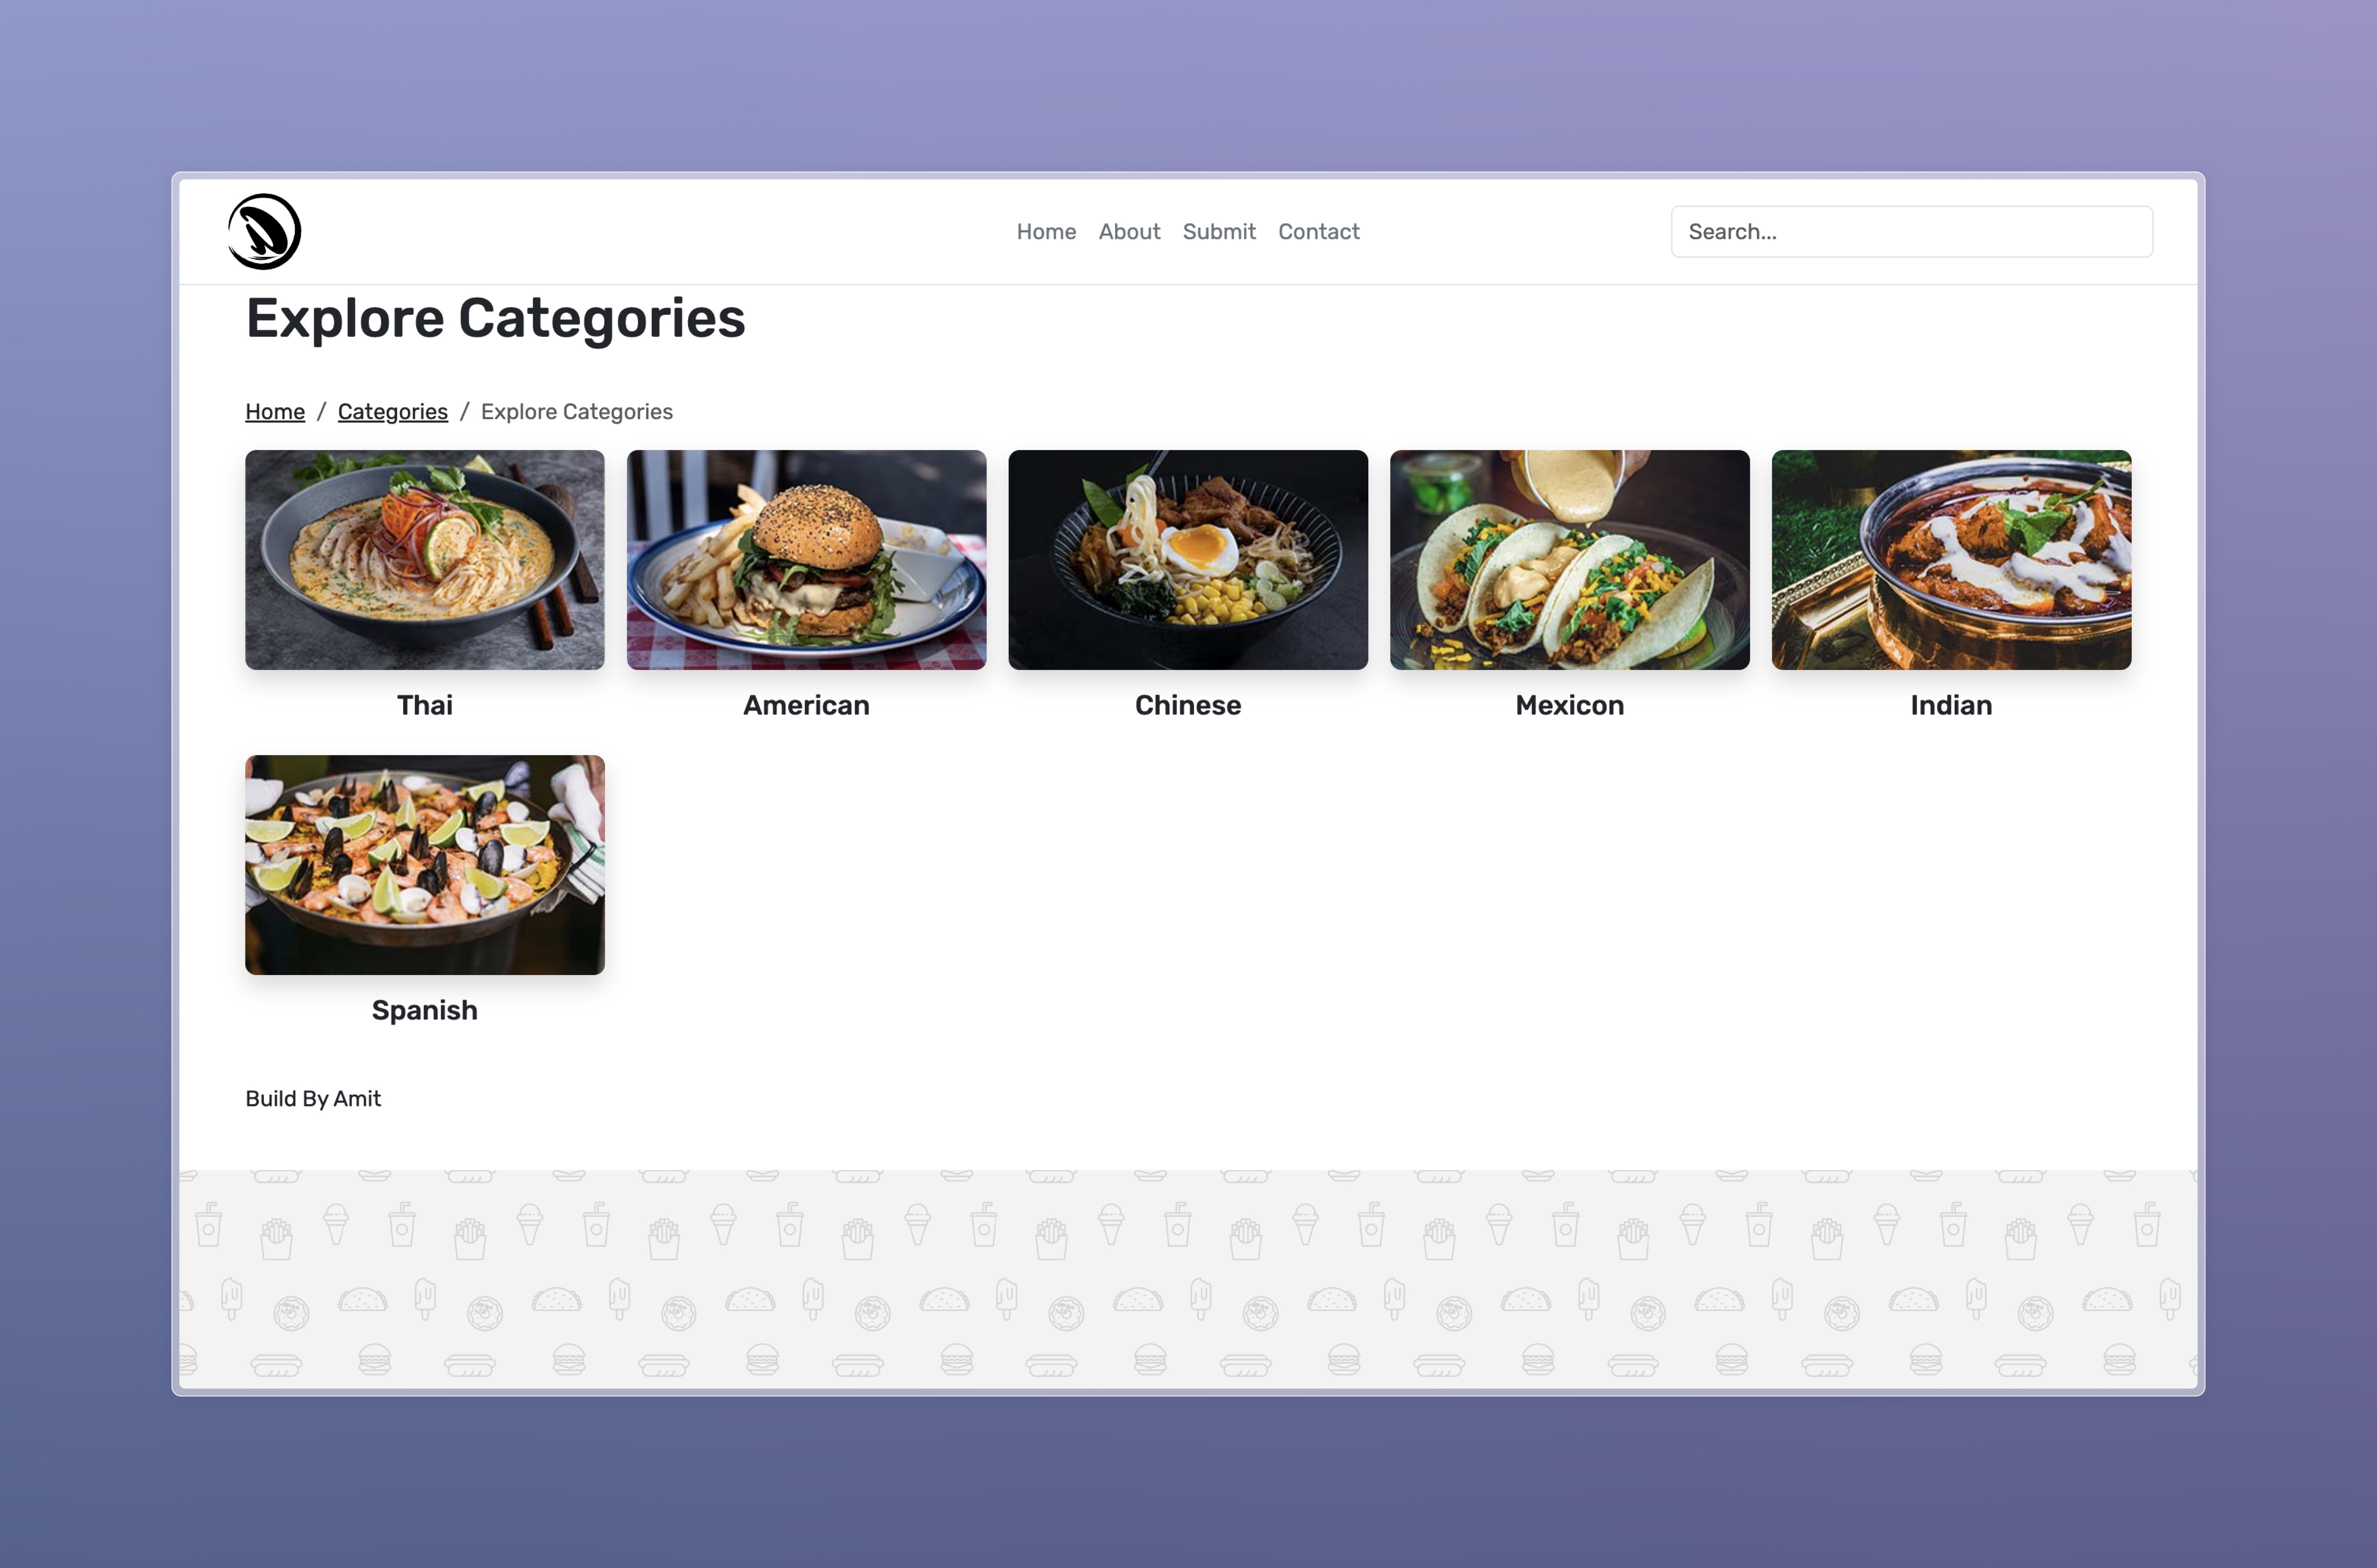 Home About Submit Contact Search...
Explore Categories
Home / Categories / Explore Categories
Thai American Chinese Mexicon Indian
Spanish
Build By Amit